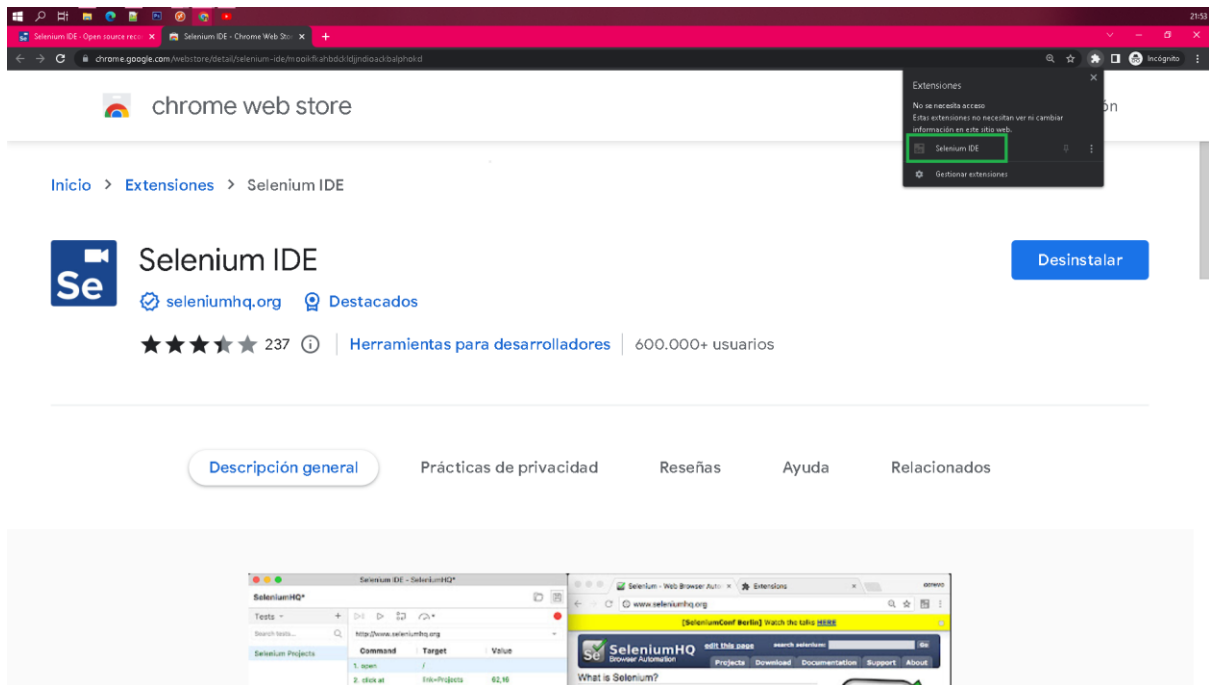 21:53
Selenium IDE · Open source reco
Selenium IDE - Chrome Web Stor
chrome.google.com/webstore/detail/selenium-ide/mooikfkahbdckldjjndioackbalphokd
Incógnito
chrome web store
Extensiones
No se necesita acceso
Estas extensiones no necesitan ver ni cambiar
información en este sitio web.
Selenium IDE
Gestionar extensiones
ón
Inicio > Extensiones > Selenium IDE
Se
Selenium IDE
Desinstalar
seleniumhq.org Destacados
237 Herramientas para desarrolladores 600.000+ usuarios
Descripción general Prácticas de privacidad Reseñas Ayuda Relacionados
Selenium IDE - SeleniumHQ*
SeleniumHQ*
Tests
Search tests...
http://www.seleniumhq.org
Selenium Projects
Command Target Value
1. open /
2. click at link=Projects 62,16
Selenium - Web Browser Auto Extensions
www.seleniumhq.org
[SeleniumConf Berlin] Watch the talks HERE
Se SeleniumHQ edit this page search selenium: Go
Browser Automation Projects Download Documentation Support About
What is Selenium?